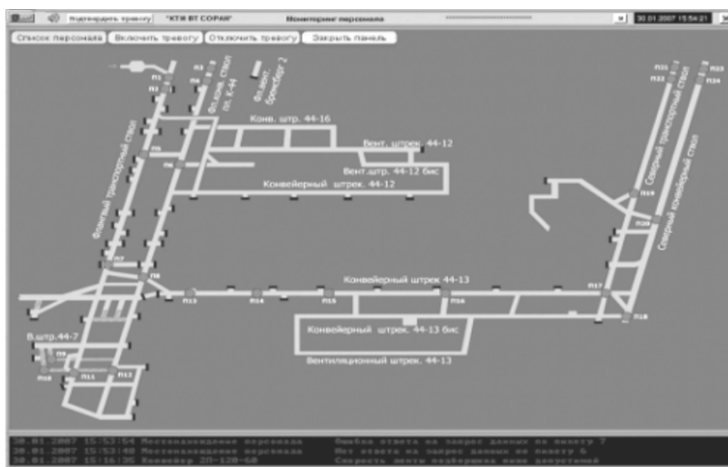 Подтвердить тревогу "КТИ ВТ СОРАН" Мониторинг персонала 30 01 2007 15:54:21
Список персонала Включить тревогу Отключить тревогу Закрыть панель
П1
П2
П3
П4
П5
П6
Фл.конв. ствол
пл. К-44
Фл.вент.
бремсберг 2
П21
П22
П23
П24
Конв. штр. 44-16
Вент. штрек. 44-12
Вент.штр. 44-12 бис
Конвейерный штрек. 44-12
Фланговый транспортный ствол
Северный транспортный ствол
Северный конвейерный ствол
П19
П20
П7
П8
Конвейерный штрек 44-13
П13
П14
П15
П16
П17
П18
Конвейерный штрек. 44-13 бис
Вентиляционный штрек. 44-13
В.штр.44-7
П9
П10
П11
П12
30.01.2007 15:53:54 Местонахождение персонала Ошибка ответа на запрос данных по пикету 7
30.01.2007 15:53:40 Местонахождение персонала Нет ответа на запрос данных по пикету 6
30.01.2007 15:16:35 Конвейер 2Л-120-60 Скорость ленты подбервна ниже допустимой